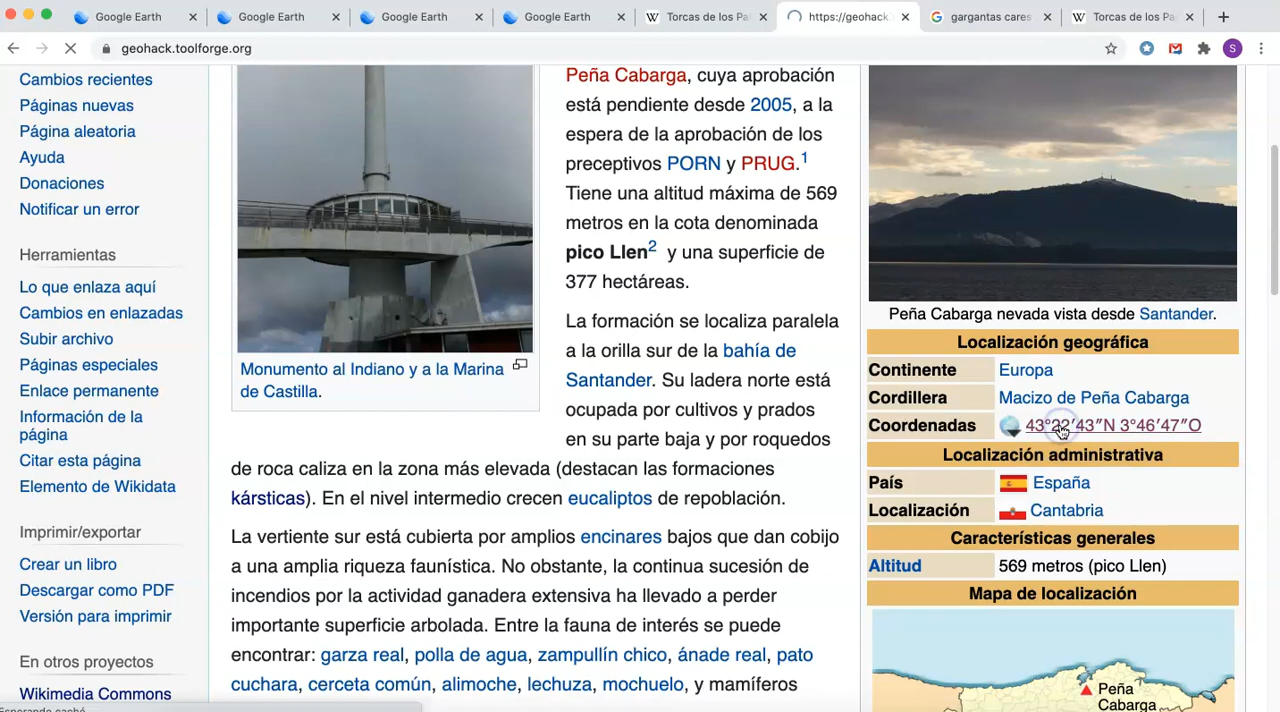 Google Earth
Google Earth
Google Earth
Google Earth
Torcas de los Pa
https://geohack.
gargantas cares
Torcas de los Pa
geohack.toolforge.org
S
Cambios recientes
Páginas nuevas
Página aleatoria
Ayuda
Donaciones
Notificar un error
Herramientas
Lo que enlaza aquí
Cambios en enlazadas
Subir archivo
Páginas especiales
Enlace permanente
Información de la
página
Citar esta página
Elemento de Wikidata
Imprimir/exportar
Crear un libro
Descargar como PDF
Versión para imprimir
En otros proyectos
Wikimedia Commons
Esperando caché
Monumento al Indiano y a la Marina
de Castilla.
Peña Cabarga, cuya aprobación
está pendiente desde 2005, a la
espera de la aprobación de los
preceptivos PORN y PRUG.1
Tiene una altitud máxima de 569
metros en la cota denominada
pico Llen2 y una superficie de
377 hectáreas.
La formación se localiza paralela
a la orilla sur de la bahía de
Santander. Su ladera norte está
ocupada por cultivos y prados
en su parte baja y por roquedos
de roca caliza en la zona más elevada (destacan las formaciones
kársticas). En el nivel intermedio crecen eucaliptos de repoblación.
La vertiente sur está cubierta por amplios encinares bajos que dan cobijo
a una amplia riqueza faunística. No obstante, la continua sucesión de
incendios por la actividad ganadera extensiva ha llevado a perder
importante superficie arbolada. Entre la fauna de interés se puede
encontrar: garza real, polla de agua, zampullín chico, ánade real, pato
cuchara, cerceta común, alimoche, lechuza, mochuelo, y mamíferos
Peña Cabarga nevada vista desde Santander.
Localización geográfica
Continente Europa
Cordillera Macizo de Peña Cabarga
Coordenadas 43°22′43″N 3°46′47″O
Localización administrativa
País España
Localización Cantabria
Características generales
Altitud 569 metros (pico Llen)
Mapa de localización
Peña
Cabarga